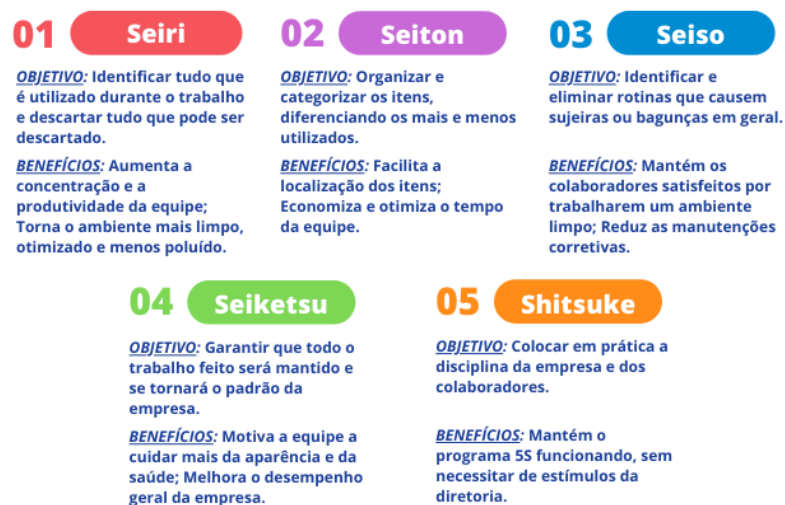 01 Seiri
OBJETIVO: Identificar tudo que
é utilizado durante o trabalho
e descartar tudo que pode ser
descartado.
BENEFÍCIOS: Aumenta a
concentração e a
produtividade da equipe;
Torna o ambiente mais limpo,
otimizado e menos poluído.
02 Seiton
OBJETIVO: Organizar e
categorizar os itens,
diferenciando os mais e menos
utilizados.
BENEFÍCIOS: Facilita a
localização dos itens;
Economiza e otimiza o tempo
da equipe.
03 Seiso
OBJETIVO: Identificar e
eliminar rotinas que causem
sujeiras ou bagunças em geral.
BENEFÍCIOS: Mantém os
colaboradores satisfeitos por
trabalharem um ambiente
limpo; Reduz as manutenções
corretivas.
04 Seiketsu
OBJETIVO: Garantir que todo o
trabalho feito será mantido e
se tornará o padrão da
empresa.
BENEFÍCIOS: Motiva a equipe a
cuidar mais da aparência e da
saúde; Melhora o desempenho
geral da empresa.
05 Shitsuke
OBJETIVO: Colocar em prática a
disciplina da empresa e dos
colaboradores.
BENEFÍCIOS: Mantém o
programa 5S funcionando, sem
necessitar de estímulos da
diretoria.